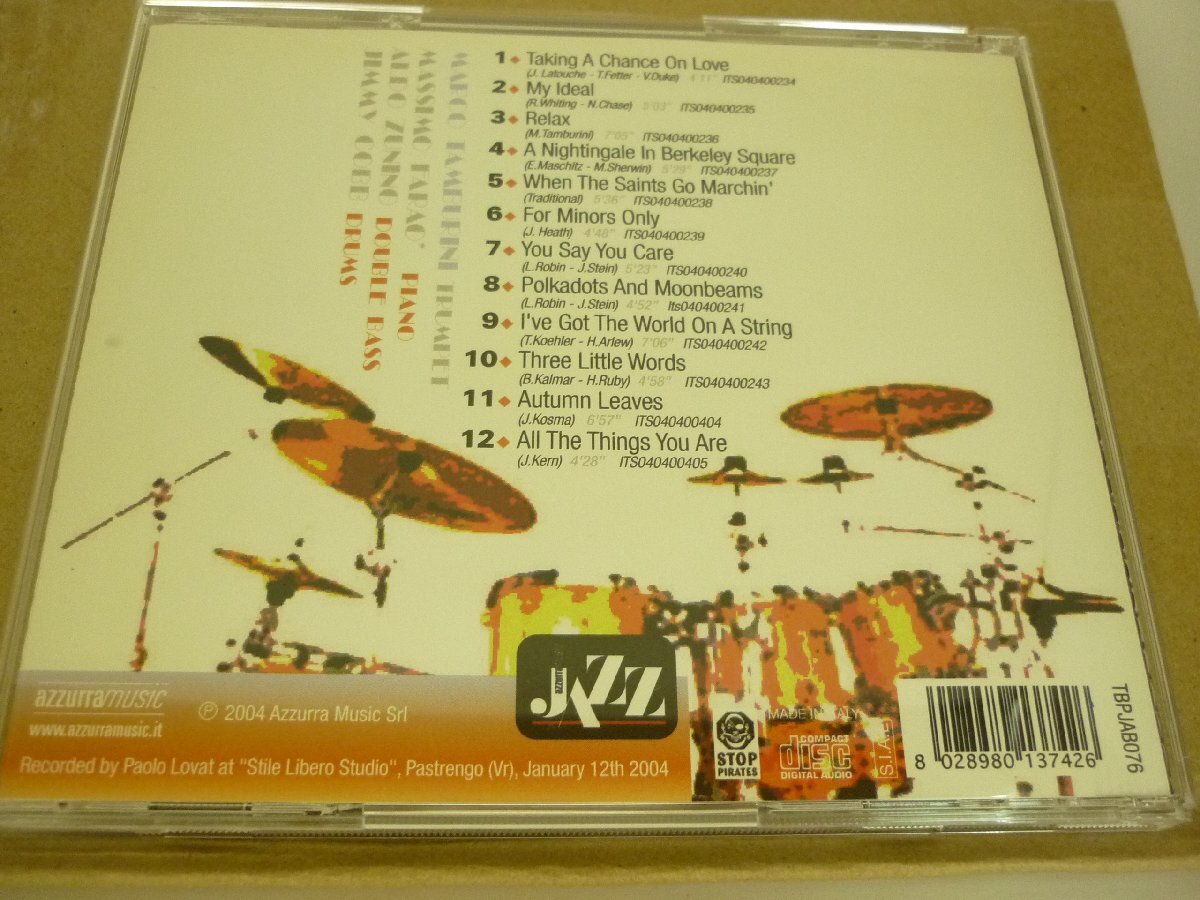 1 Taking A Chance On Love
(J. Latouche - T.Fetter - V.Duke) 4'11" ITS040400234
2 My Ideal
(R.Whiting - N.Chase) 5'03" ITS040400235
3 Relax
(M.Tamburini) 7'05" ITS040400236
4 A Nightingale In Berkeley Square
(E.Maschitz - M.Sherwin) 5'29" ITS040400237
5 When The Saints Go Marchin'
(Traditional) 5'36" ITS040400238
6 For Minors Only
(J. Heath) 4'48" ITS040400239
7 You Say You Care
(L.Robin - J.Stein) 5'23" ITS040400240
8 Polkadots And Moonbeams
(L.Robin - J.Stein) 4'52" Its040400241
9 I've Got The World On A String
(T.Koehler - H.Arlew) 7'06" ITS040400242
10 Three Little Words
(B.Kalmar - H.Ruby) 4'58" ITS040400243
11 Autumn Leaves
(J.Kosma) 6'57" ITS040400404
12 All The Things You Are
(J.Kern) 4'28" ITS040400405
MARCO TAMBURINI TRUMPET
MASSIMO FARAO' PIANO
ALDO ZUNINO DOUBLE BASS
JIMMY COBB DRUMS
azzurra JAZZ
azzurramusic
www.azzurramusic.it
℗ 2004 Azzurra Music Srl
Recorded by Paolo Lovat at "Stile Libero Studio", Pastrengo (Vr), January 12th 2004
STOP
PIRATES
MADE IN ITALY
COMPACT
disc
DIGITAL AUDIO
S.I.A.E.
8 028980 137426
TBPJAB076